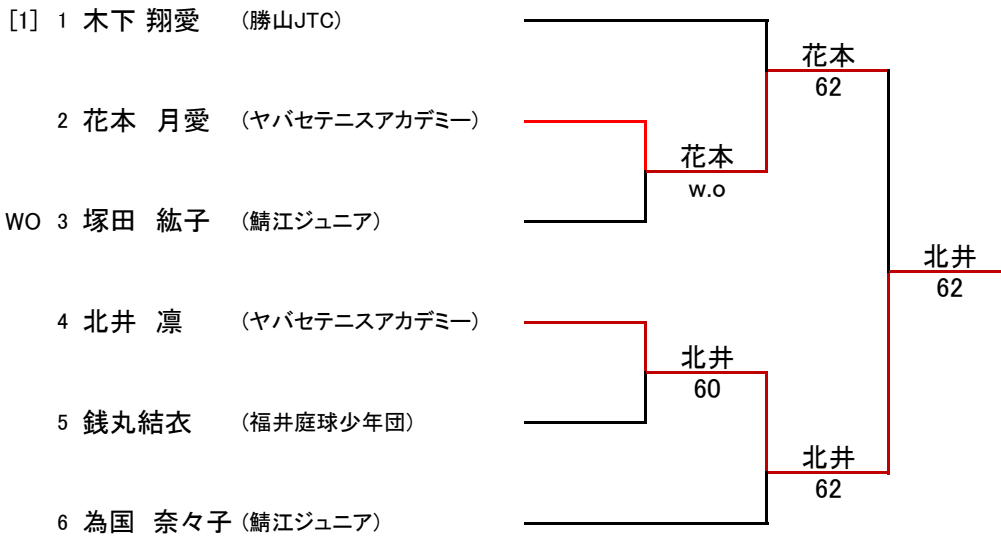 [1] 1 木下 翔愛 (勝山JTC)
花本
62
2 花本 月愛 (ヤバセテニスアカデミー)
花本
w.o
WO 3 塚田 紘子 (鯖江ジュニア)
北井
62
4 北井 凛 (ヤバセテニスアカデミー)
北井
60
5 銭丸結衣 (福井庭球少年団)
北井
62
6 為国 奈々子 (鯖江ジュニア)